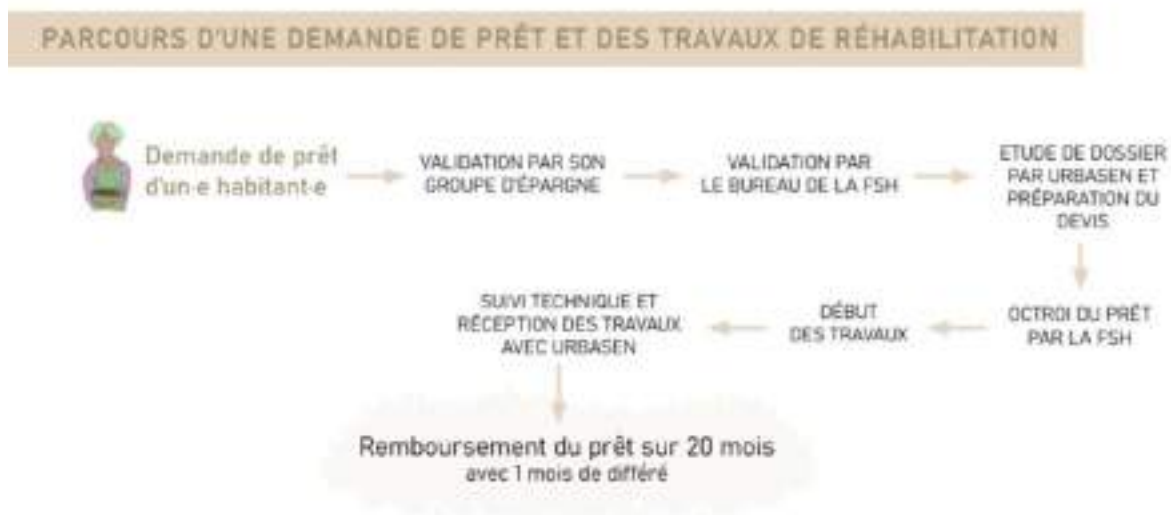 PARCOURS D'UNE DEMANDE DE PRÊT ET DES TRAVAUX DE RÉHABILITATION
Demande de prêt
d'un·e habitant·e
VALIDATION PAR SON
GROUPE D'ÉPARGNE
VALIDATION PAR
LE BUREAU DE LA FSH
ETUDE DE DOSSIER
PAR URBASEN ET
PRÉPARATION DU
DEVIS
OCTROI DU PRÊT
PAR LA FSH
DÉBUT
DES TRAVAUX
SUIVI TECHNIQUE ET
RÉCEPTION DES TRAVAUX
AVEC URBASEN
Remboursement du prêt sur 20 mois
avec 1 mois de différé